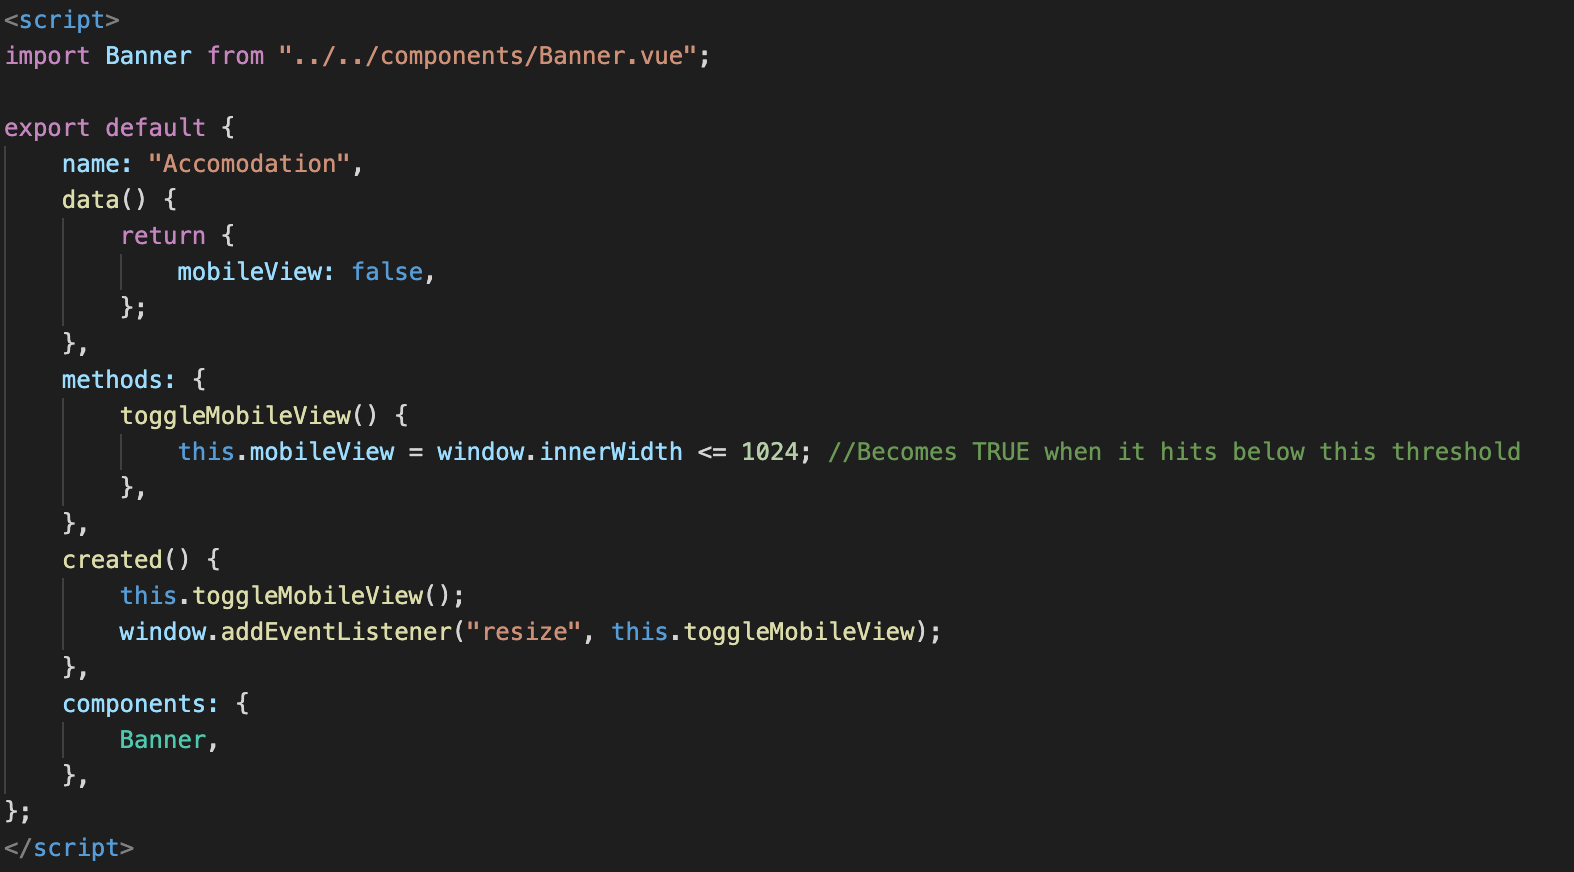 <script>
import Banner from "../../components/Banner.vue";
export default {
name: "Accomodation",
data() {
return {
mobileView: false,
};
},
methods: {
toggleMobileView() {
this.mobileView = window.innerWidth <= 1024; //Becomes TRUE when it hits below this threshold
},
},
created() {
this.toggleMobileView();
window.addEventListener("resize", this.toggleMobileView);
},
components: {
Banner,
},
};
</script>